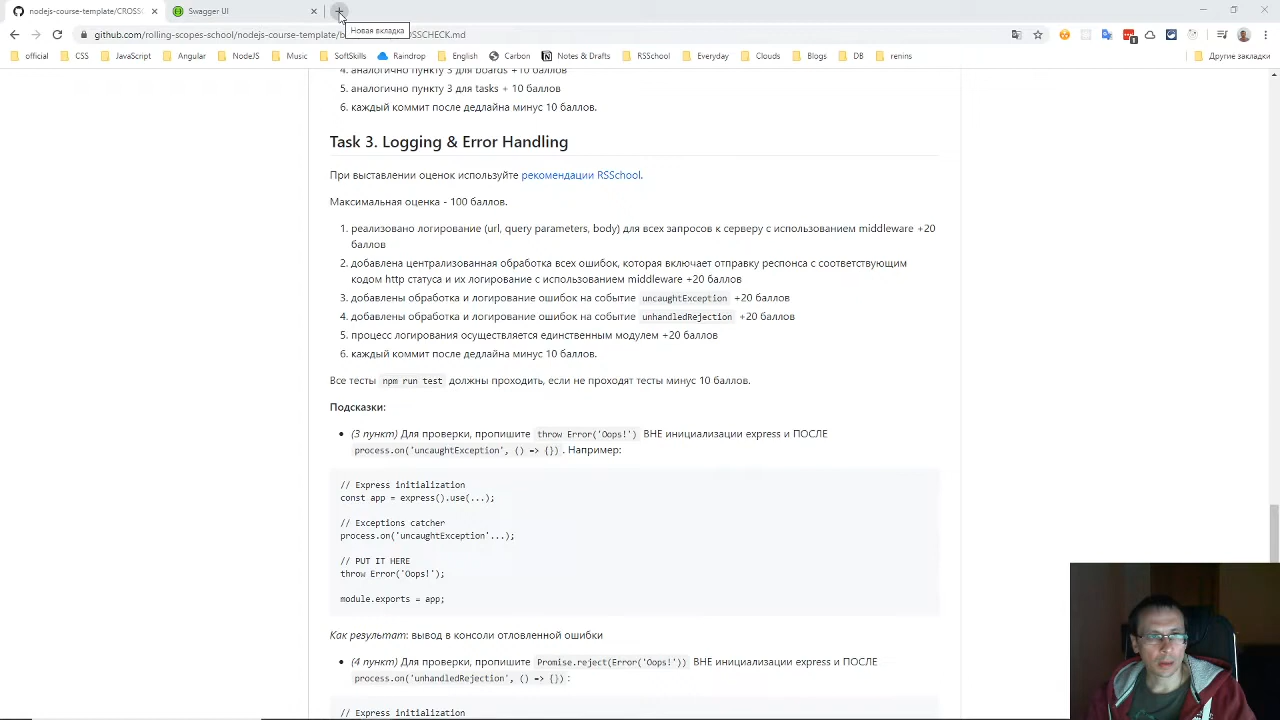 nodejs-course-template/CROSS
Swagger UI
Новая вкладка
github.com/rolling-scopes-school/nodejs-course-template/b
SSCHECK.md
official
CSS
JavaScript
Angular
NodeJS
Music
SoftSkills
Raindrop
English
Carbon
Notes & Drafts
RSSchool
Everyday
Clouds
Blogs
DB
renins
Другие закладки
4. аналогично пункту 3 для boards +10 баллов
5. аналогично пункту 3 для tasks + 10 баллов
6. каждый коммит после дедлайна минус 10 баллов.
Task 3. Logging & Error Handling
При выставлении оценок используйте рекомендации RSSchool.
Максимальная оценка - 100 баллов.
1. реализовано логирование (url, query parameters, body) для всех запросов к серверу с использованием middleware +20
баллов
2. добавлена централизованная обработка всех ошибок, которая включает отправку респонса с соответствующим
кодом http статуса и их логирование с использованием middleware +20 баллов
3. добавлены обработка и логирование ошибок на событие uncaughtException +20 баллов
4. добавлены обработка и логирование ошибок на событие unhandledRejection +20 баллов
5. процесс логирования осуществляется единственным модулем +20 баллов
6. каждый коммит после дедлайна минус 10 баллов.
Все тесты npm run test должны проходить, если не проходят тесты минус 10 баллов.
Подсказки:
(3 пункт) Для проверки, пропишите throw Error('Oops!') ВНЕ инициализации express и ПОСЛЕ
process.on('uncaughtException', () => {}) . Например:
// Express initialization
const app = express().use(...);
// Exceptions catcher
process.on('uncaughtException'...);
// PUT IT HERE
throw Error('Oops!');
module.exports = app;
Как результат: вывод в консоли отловленной ошибки
(4 пункт) Для проверки, пропишите Promise.reject(Error('Oops!')) ВНЕ инициализации express и ПОСЛЕ
process.on('unhandledRejection', () => {}) :
// Express initialization